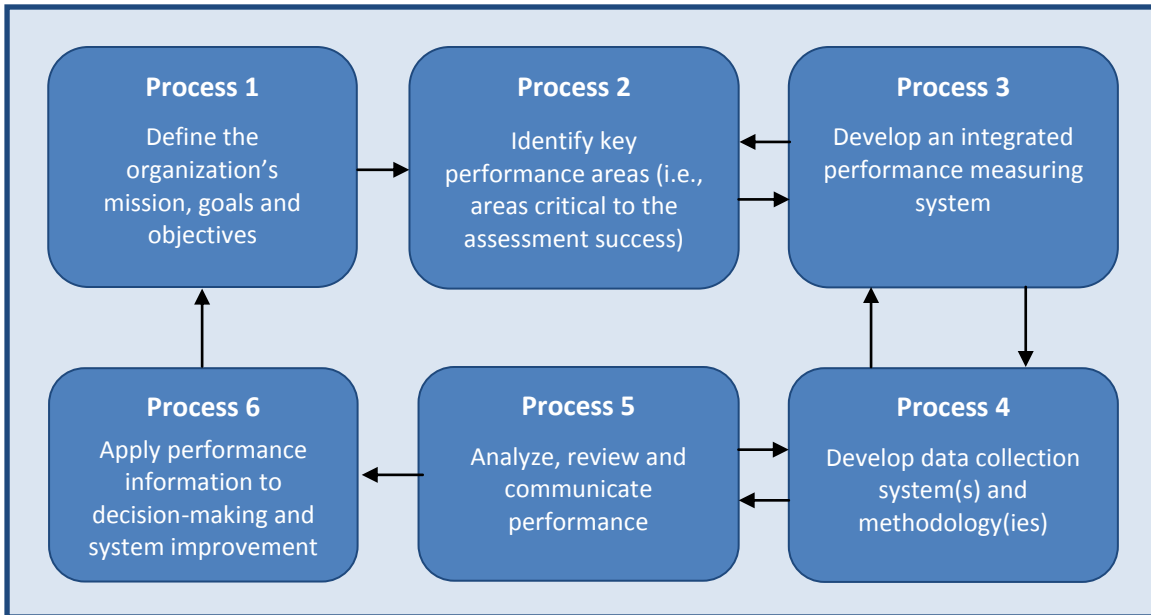 Process 1
Define the
organization’s
mission, goals and
objectives
Process 2
Identify key
performance areas (i.e.,
areas critical to the
assessment success)
Process 3
Develop an integrated
performance measuring
system
Process 6
Apply performance
information to
decision-making and
system improvement
Process 5
Analyze, review and
communicate
performance
Process 4
Develop data collection
system(s) and
methodology(ies)